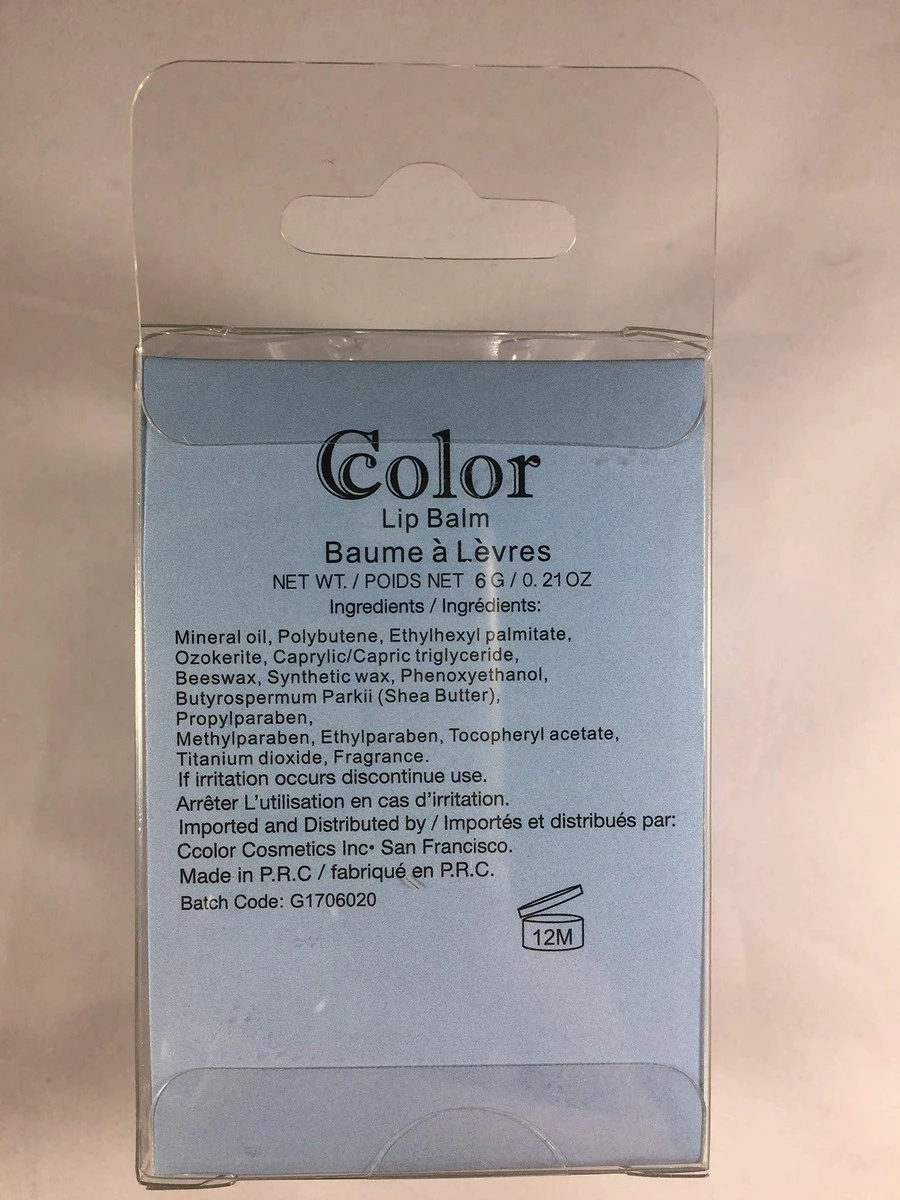 Ccolor
Lip Balm
Baume à Lèvres
NET WT. / POIDS NET 6 G / 0. 21 OZ
Ingredients / Ingrédients:
Mineral oil, Polybutene, Ethylhexyl palmitate,
Ozokerite, Caprylic/Capric triglyceride,
Beeswax, Synthetic wax, Phenoxyethanol,
Butyrospermum Parkii (Shea Butter),
Propylparaben,
Methylparaben, Ethylparaben, Tocopheryl acetate,
Titanium dioxide, Fragrance.
If irritation occurs discontinue use.
Arrêter L'utilisation en cas d'irritation.
Imported and Distributed by / Importés et distribués par:
Ccolor Cosmetics Inc• San Francisco.
Made in P.R.C / fabriqué en P.R.C.
Batch Code: G1706020
12M